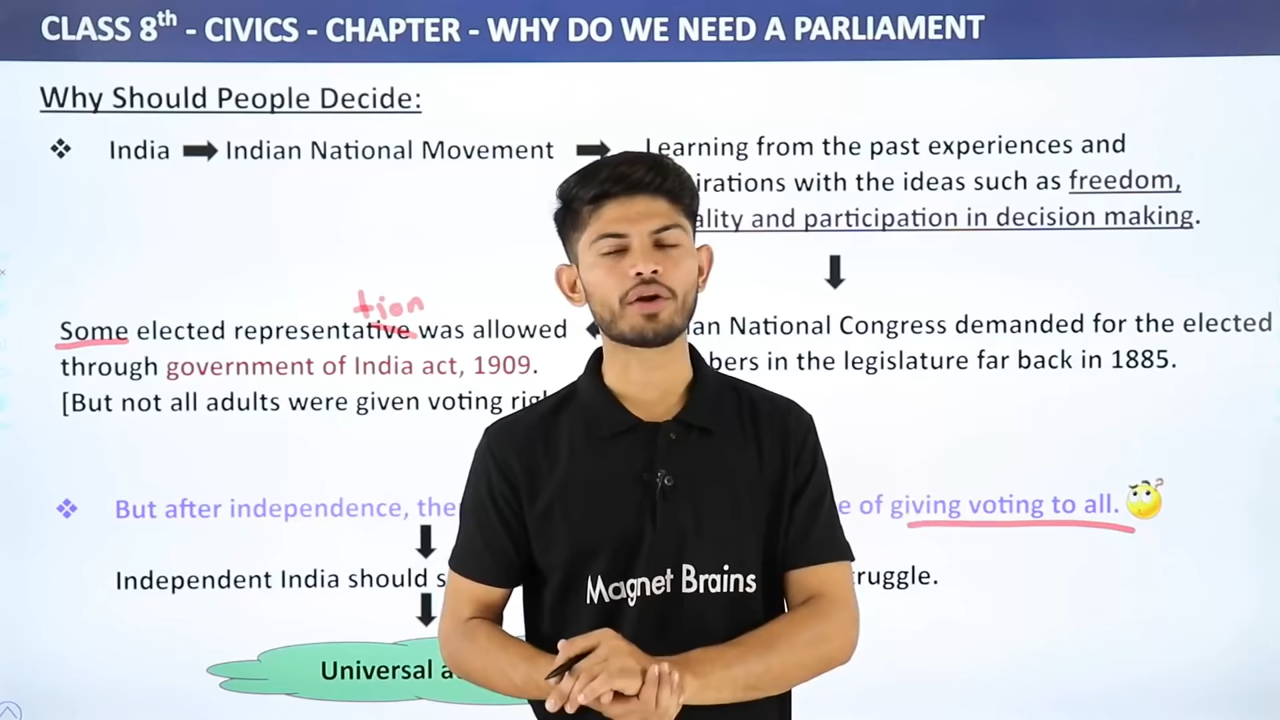 CLASS 8th - CIVICS - CHAPTER - WHY DO WE NEED A PARLIAMENT
Why Should People Decide:
❖ India ➡ Indian National Movement ➡ Learning from the past experiences and
irations with the ideas such as freedom,
ality and participation in decision making.
tion
Some elected representative was allowed
through government of India act, 1909.
[But not all adults were given voting rig
an National Congress demanded for the elected
bers in the legislature far back in 1885.
❖ But after independence, the e of giving voting to all.
Independent India should s truggle.
Universal a
Magnet Brains